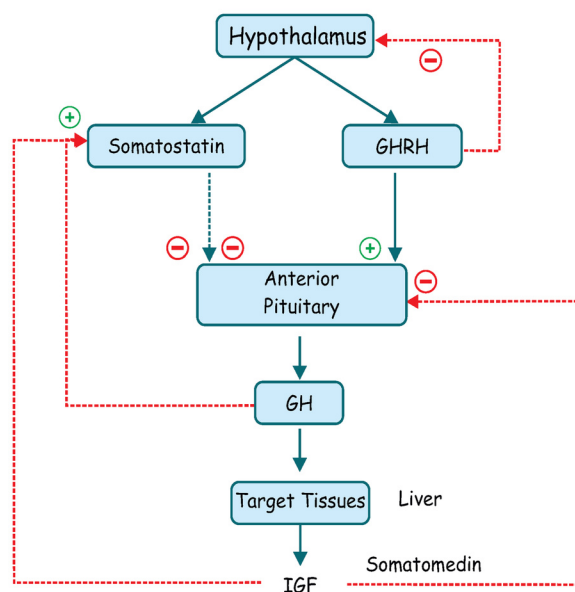 Hypothalamus
Somatostatin
GHRH
Anterior
Pituitary
GH
Target Tissues
Liver
Somatomedin
IGF